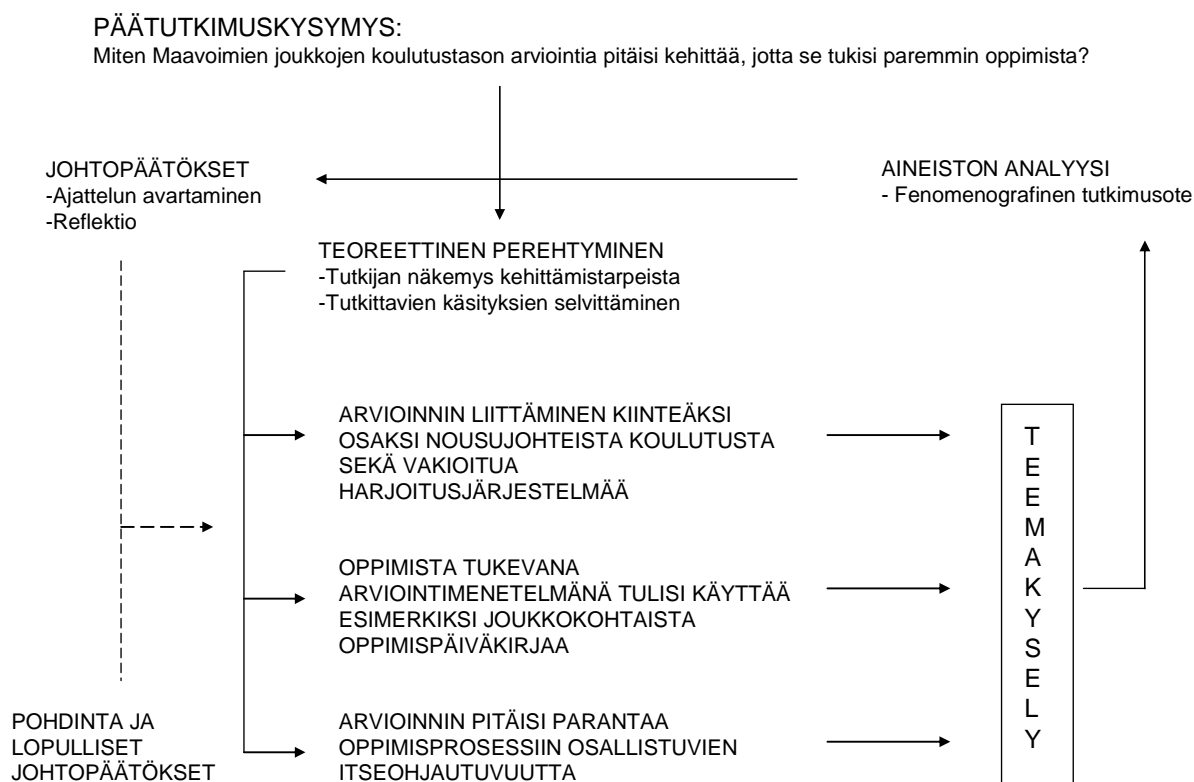 PÄÄTUTKIMUSKYSYMYS:
Miten Maavoimien joukkojen koulutustason arviointia pitäisi kehittää, jotta se tukisi paremmin oppimista?
JOHTOPÄÄTÖKSET
-Ajattelun avartaminen
-Reflektio
AINEISTON ANALYYSI
- Fenomenografinen tutkimusote
TEOREETTINEN PEREHTYMINEN
-Tutkijan näkemys kehittämistarpeista
-Tutkittavien käsityksien selvittäminen
ARVIOINNIN LIITTÄMINEN KIINTEÄKSI
OSAKSI NOUSUJOHTEISTA KOULUTUSTA
SEKÄ VAKIOITUA
HARJOITUSJÄRJESTELMÄÄ
OPPIMISTA TUKEVANA
ARVIOINTIMENETELMÄNÄ TULISI KÄYTTÄÄ
ESIMERKIKSI JOUKKOKOHTAISTA
OPPIMISPÄIVÄKIRJAA
T
E
E
M
A
K
Y
S
E
L
Y
POHDINTA JA
LOPULLISET
JOHTOPÄÄTÖKSET
ARVIOINNIN PITÄISI PARANTAA
OPPIMISPROSESSIIN OSALLISTUVIEN
ITSEOHJAUTUVUUTTA